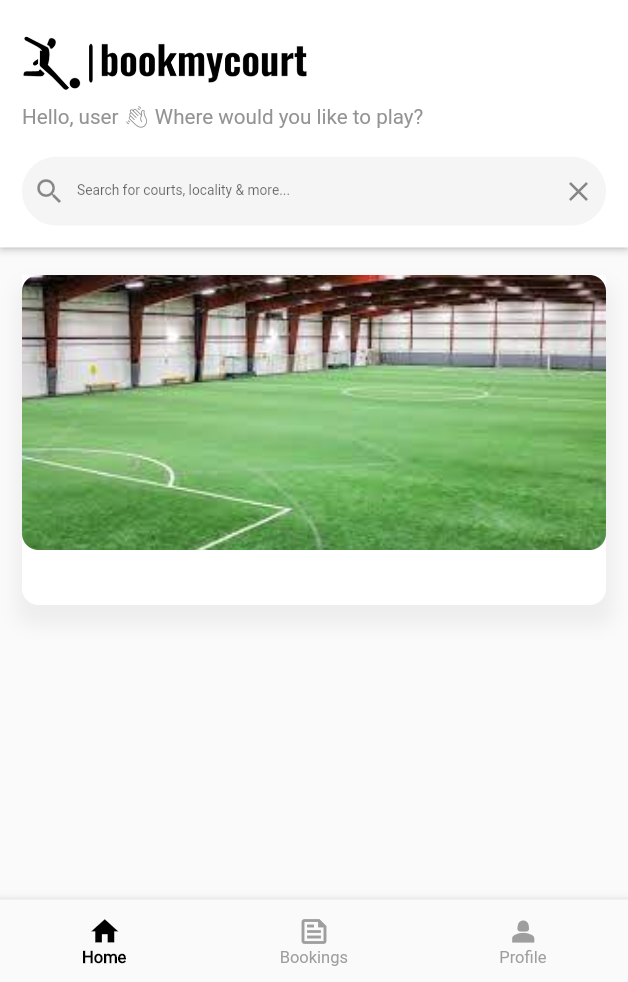 | bookmycourt
Hello, user 👋 Where would you like to play?
Search for courts, locality & more...
Home
Bookings
Profile